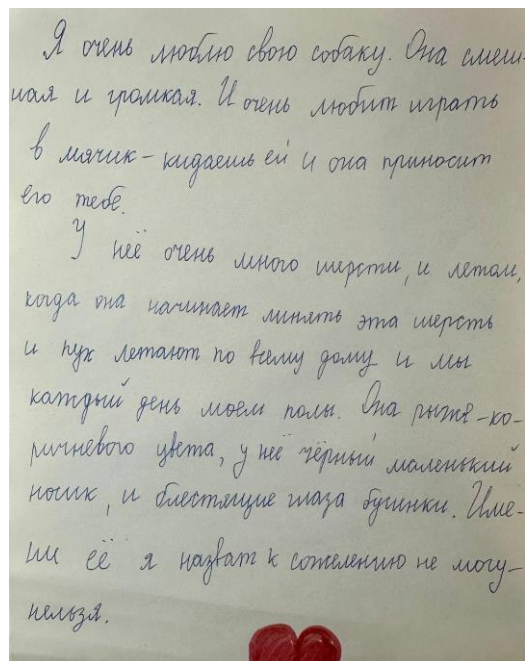 Я очень люблю свою собаку. Она смеш-
ная и громкая. И очень любит играть
в мячик - кидаешь ей и она приносит
его тебе.
У неё очень много шерсти, и летом,
когда она начинает линять эта шерсть
и пух летают по всему дому и мы
каждый день моем полы. Она рыже-ко-
ричневого цвета, у неё чёрный маленький
носик, и блестящие глаза бусинки. Име-
ни её я назват к сожелению не могу -
нельзя.